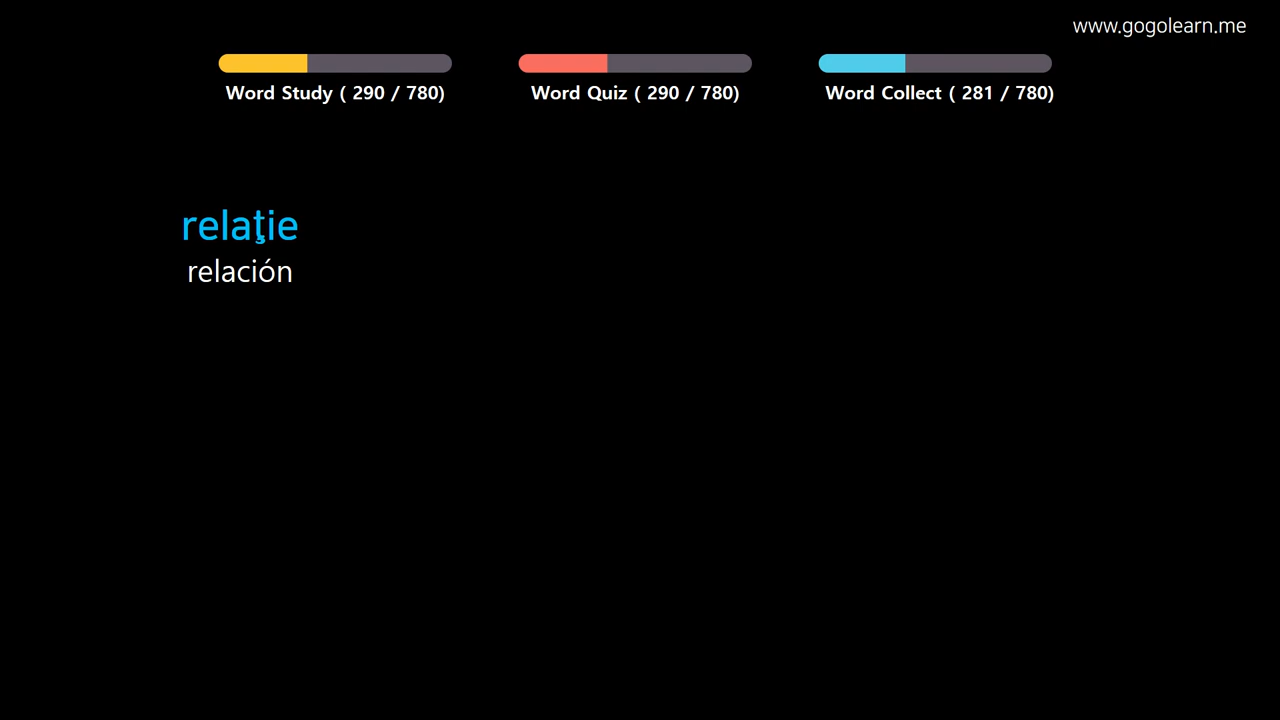 www.gogolearn.me
Word Study ( 290 / 780)
Word Quiz ( 290 / 780)
Word Collect ( 281 / 780)
relaţie
relación